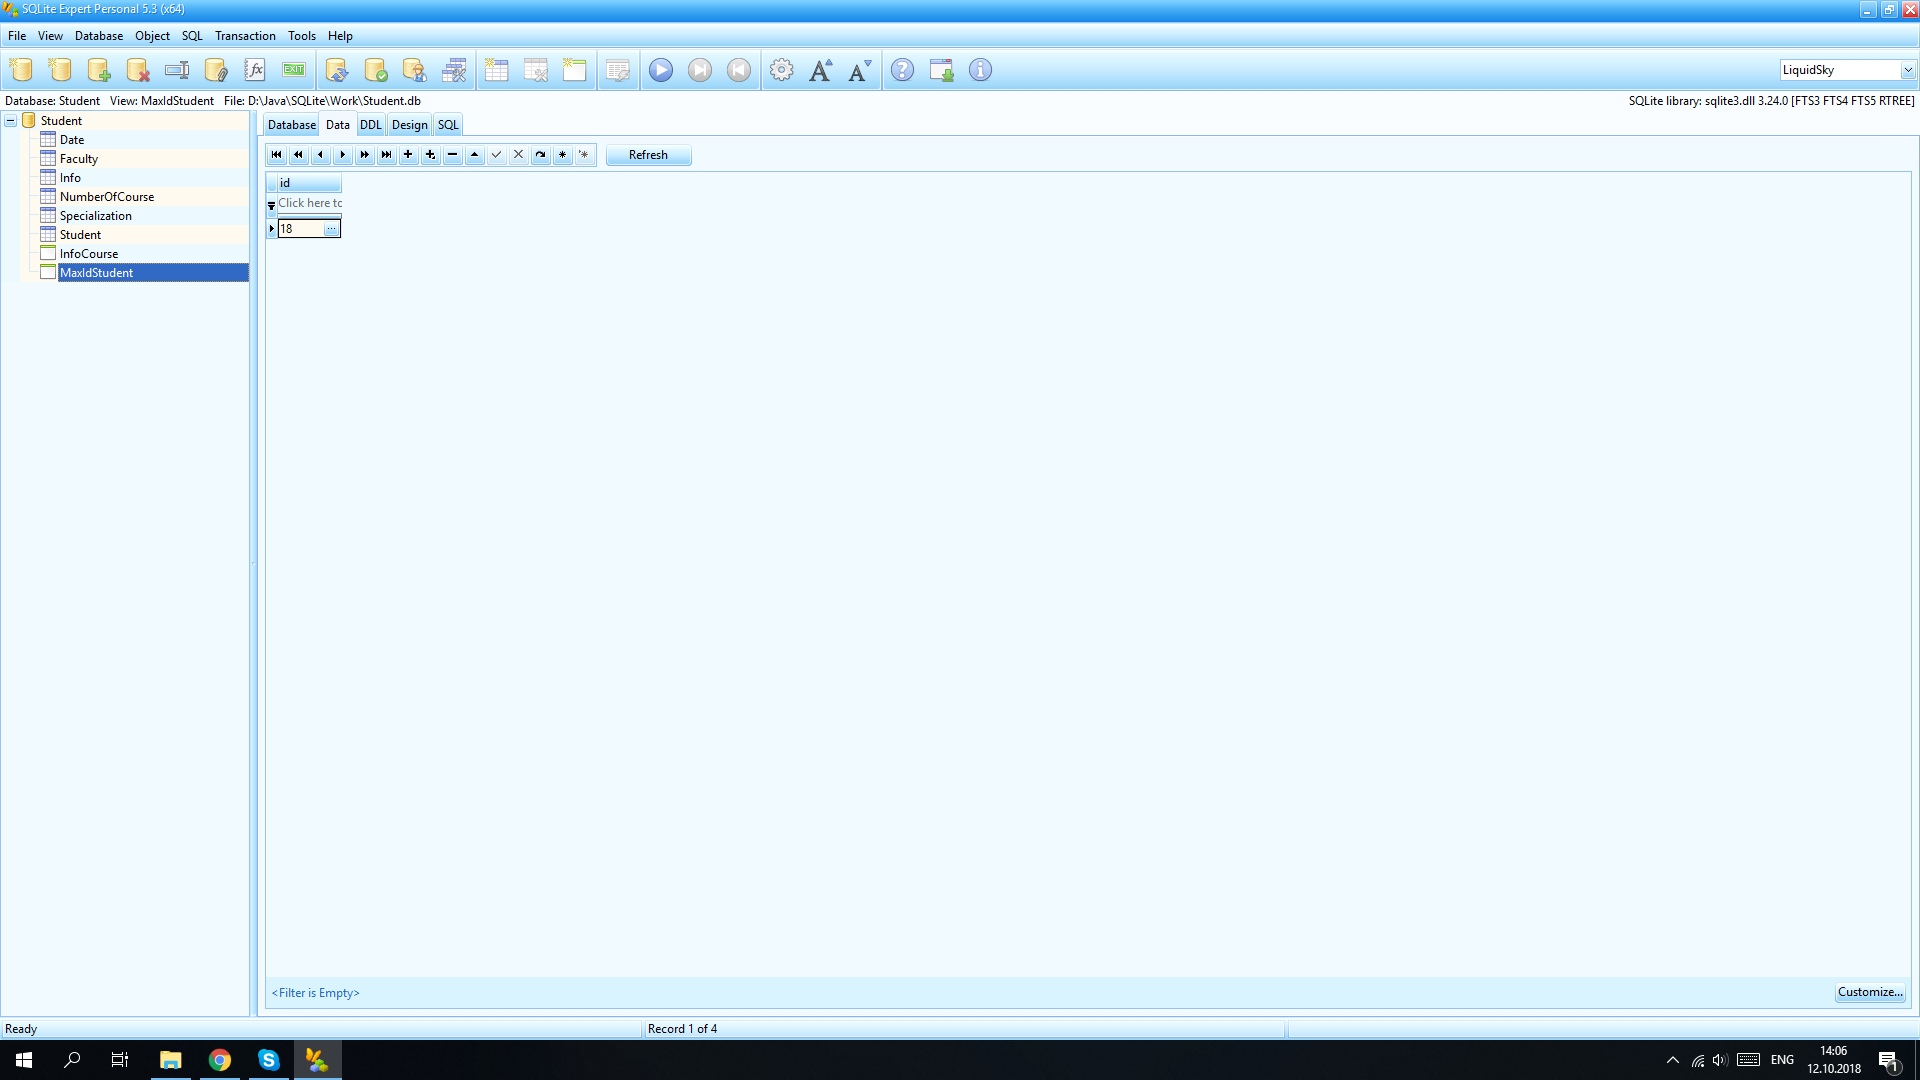 SQLite Expert Personal 5.3 (x64)
File View Database Object SQL Transaction Tools Help
EXIT
LiquidSky
Database: Student View: MaxIdStudent File: D:\Java\SQLite\Work\Student.db
SQLite library: sqlite3.dll 3.24.0 [FTS3 FTS4 FTS5 RTREE]
Student
Date
Faculty
Info
NumberOfCourse
Specialization
Student
InfoCourse
MaxIdStudent
Database Data DDL Design SQL
Refresh
id
Click here to
18
<Filter is Empty>
Customize...
Ready
Record 1 of 4
ENG
14:06
12.10.2018
1